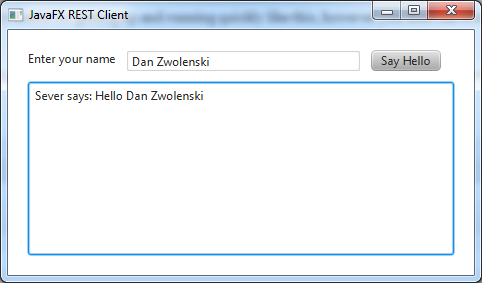 JavaFX REST Client
Enter your name Dan Zwolenski Say Hello
Sever says: Hello Dan Zwolenski